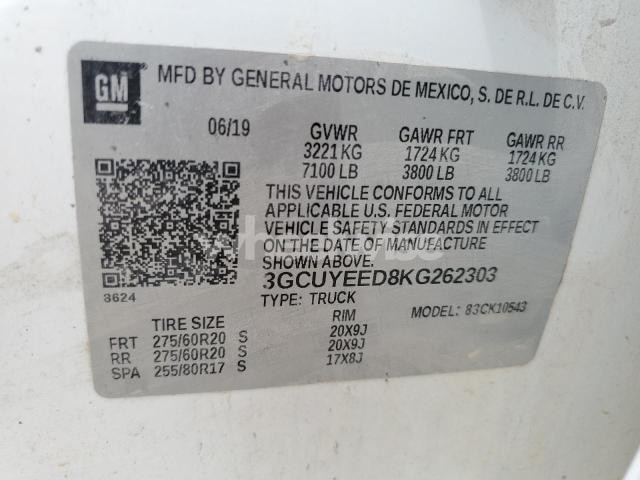 GM
MFD BY GENERAL MOTORS DE MEXICO, S. DE R.L. DE C.V.
06/19 GVWR GAWR FRT GAWR RR
3221 KG 1724 KG 1724 KG
7100 LB 3800 LB 3800 LB
THIS VEHICLE CONFORMS TO ALL
APPLICABLE U.S. FEDERAL MOTOR
VEHICLE SAFETY STANDARDS IN EFFECT
ON THE DATE OF MANUFACTURE
SHOWN ABOVE.
3GCUYEED8KG262303
3624 TYPE: TRUCK MODEL: 83CK10543
TIRE SIZE RIM
FRT 275/60R20 S 20X9J
RR 275/60R20 S 20X9J
SPA 255/80R17 S 17X8J